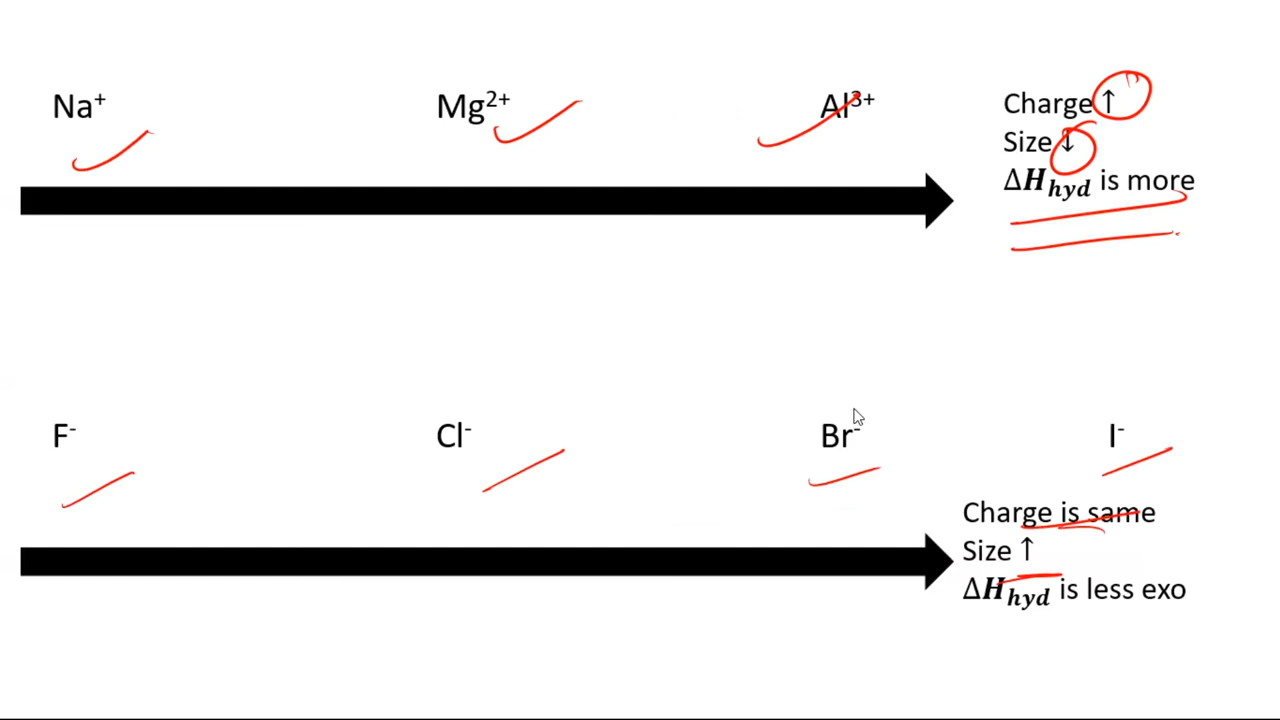 Na⁺ Mg²⁺ Al³⁺
Charge ↑
Size ↓
ΔH_hyd is more
F⁻ Cl⁻ Br⁻ I⁻
Charge is same
Size ↑
ΔH_hyd is less exo